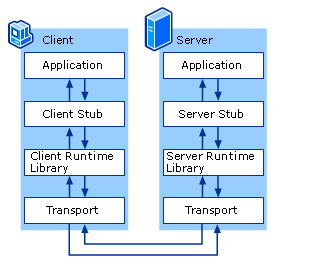 Client
Application
Client Stub
Client Runtime
Library
Transport
Server
Application
Server Stub
Server Runtime
Library
Transport